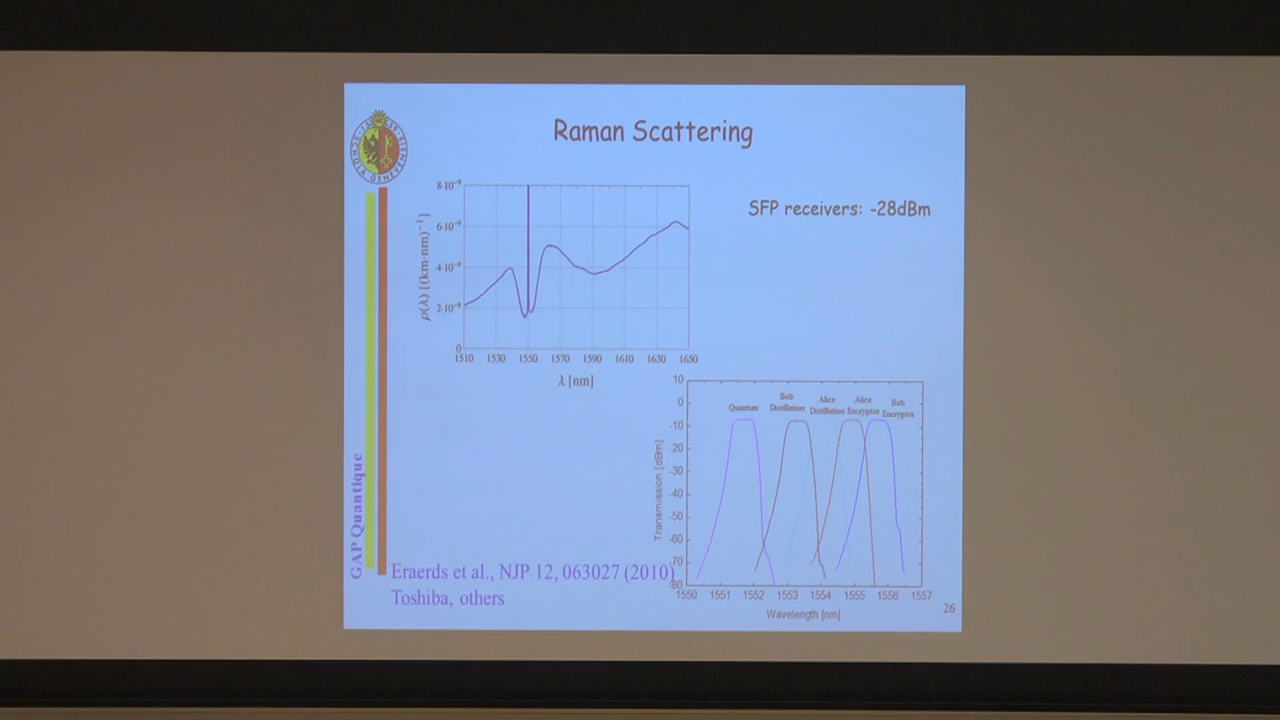 Raman Scattering
SCHOLA GENEVENSIS
SFP receivers: -28dBm
8·10⁻⁹
6·10⁻⁹
4·10⁻⁹
2·10⁻⁹
0
ρ(λ) [(km·nm)⁻¹]
1510 1530 1550 1570 1590 1610 1630 1650
λ [nm]
10
0
-10
-20
-30
-40
-50
-60
-70
-80
Transmission [dBm]
Quantum
Bob Distillation
Alice Distillation
Alice Encryptor
Bob Encryptor
1550 1551 1552 1553 1554 1555 1556 1557
Wavelength [nm]
GAP Quantique
Eraerds et al., NJP 12, 063027 (2010)
Toshiba, others
26